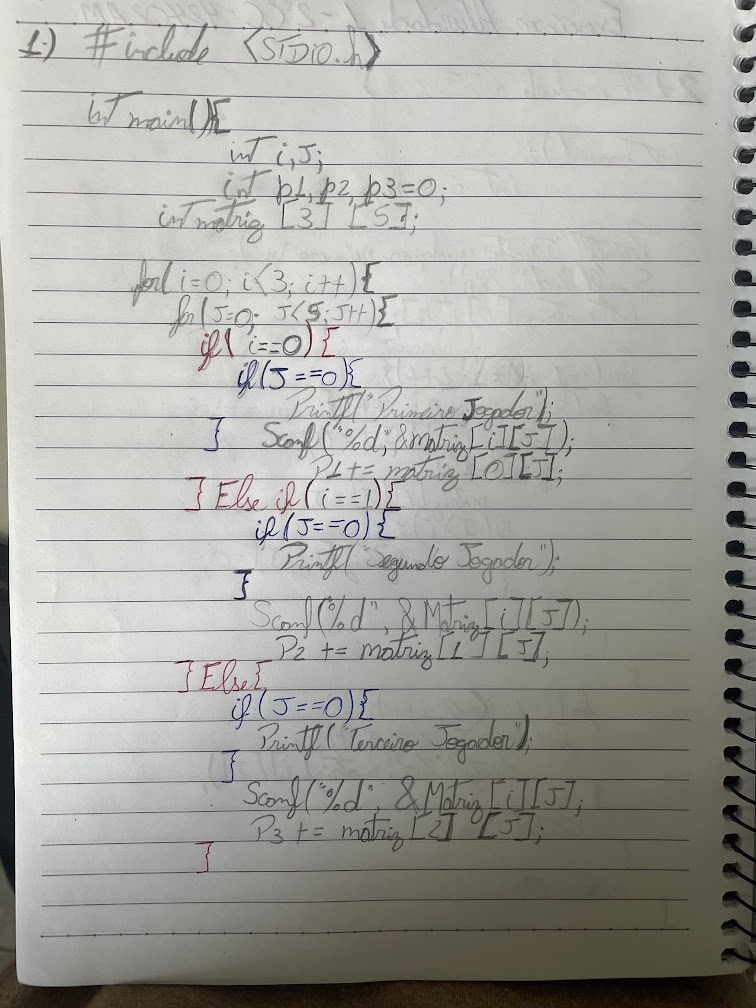 1.) #include <STDIO.h>
int main(){
int i, J;
int p1, p2, p3=0;
int matriz [3] [5];
for( i=0; i<3; i++){
for(J=0; J<5; J++){
if( i==0){
if(J==0){
Printf("Primeiro Jogador");
} Scanf("%d", &Matriz[i][J]);
P1 += matriz [0][J];
} Else if(i==1){
if(J==0){
Printf("Segundo Jogador");
}
Scanf("%d", &Matriz[i][J]);
P2 += matriz[1][J];
} Else{
if(J==0){
Printf("Terceiro Jogador");
}
Scanf("%d", &Matriz[i][J];
P3 += matriz[2] [J];
}